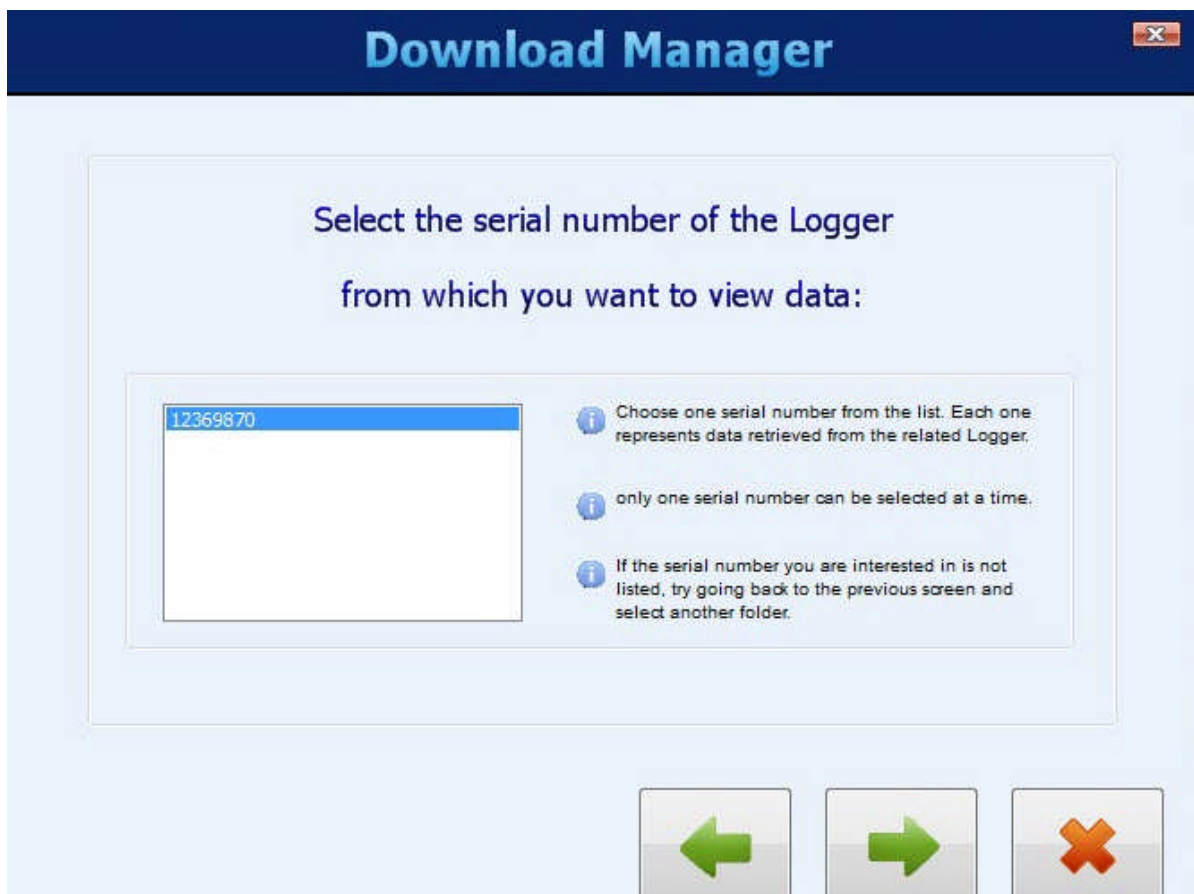 Download Manager
Select the serial number of the Logger
from which you want to view data:
12369870
Choose one serial number from the list. Each one
represents data retrieved from the related Logger.
only one serial number can be selected at a time.
If the serial number you are interested in is not
listed, try going back to the previous screen and
select another folder.